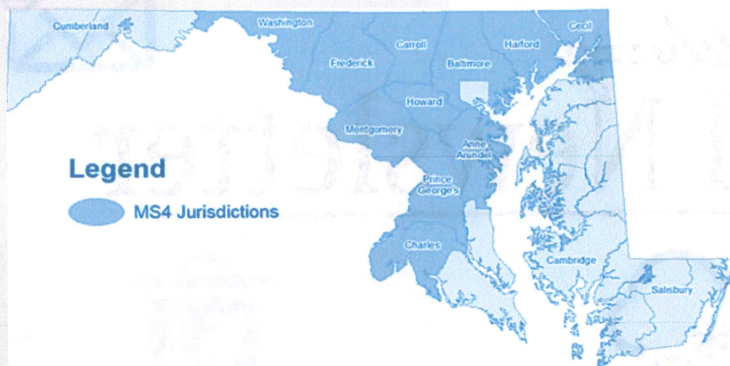 Cumberland
Washington
Frederick
Carroll
Baltimore
Harford
Cecil
Howard
Montgomery
Anne
Arundel
Prince
George's
Charles
Cambridge
Salisbury
Legend
MS4 Jurisdictions